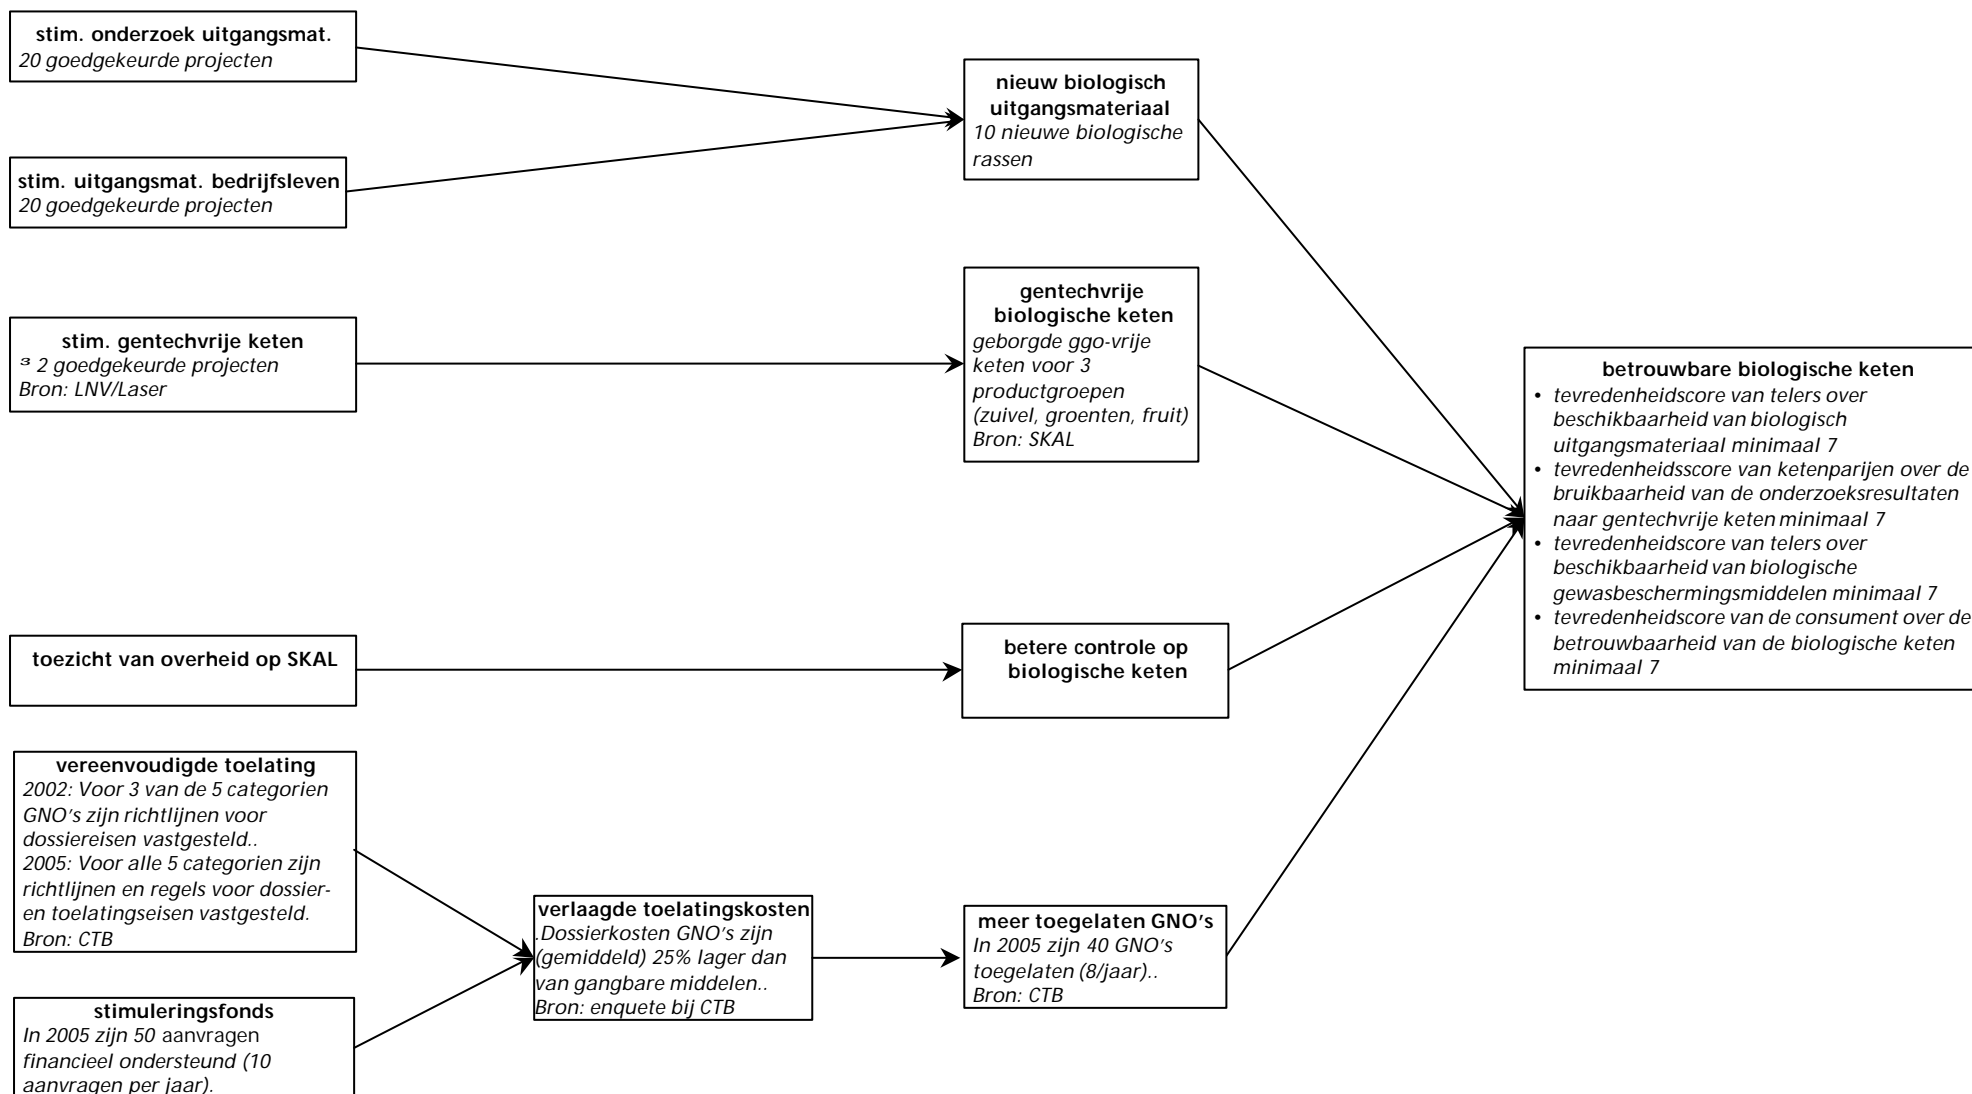 stim. onderzoek uitgangsmat.
20 goedgekeurde projecten
stim. uitgangsmat. bedrijfsleven
20 goedgekeurde projecten
stim. gentechvrije keten
³ 2 goedgekeurde projecten
Bron: LNV/Laser
toezicht van overheid op SKAL
vereenvoudigde toelating
2002: Voor 3 van de 5 categorien
GNO's zijn richtlijnen voor
dossiereisen vastgesteld..
2005: Voor alle 5 categorien zijn
richtlijnen en regels voor dossier-
en toelatingseisen vastgesteld.
Bron: CTB
stimuleringsfonds
In 2005 zijn 50 aanvragen
financieel ondersteund (10
aanvragen per jaar).
verlaagde toelatingskosten
.Dossierkosten GNO's zijn
(gemiddeld) 25% lager dan
van gangbare middelen..
Bron: enquete bij CTB
nieuw biologisch
uitgangsmateriaal
10 nieuwe biologische
rassen
gentechvrije
biologische keten
geborgde ggo-vrije
keten voor 3
productgroepen
(zuivel, groenten, fruit)
Bron: SKAL
betere controle op
biologische keten
meer toegelaten GNO's
In 2005 zijn 40 GNO's
toegelaten (8/jaar)..
Bron: CTB
betrouwbare biologische keten
• tevredenheidscore van telers over
beschikbaarheid van biologisch
uitgangsmateriaal minimaal 7
• tevredenheidsscore van ketenparijen over de
bruikbaarheid van de onderzoeksresultaten
naar gentechvrije keten minimaal 7
• tevredenheidscore van telers over
beschikbaarheid van biologische
gewasbeschermingsmiddelen minimaal 7
• tevredenheidscore van de consument over de
betrouwbaarheid van de biologische keten
minimaal 7